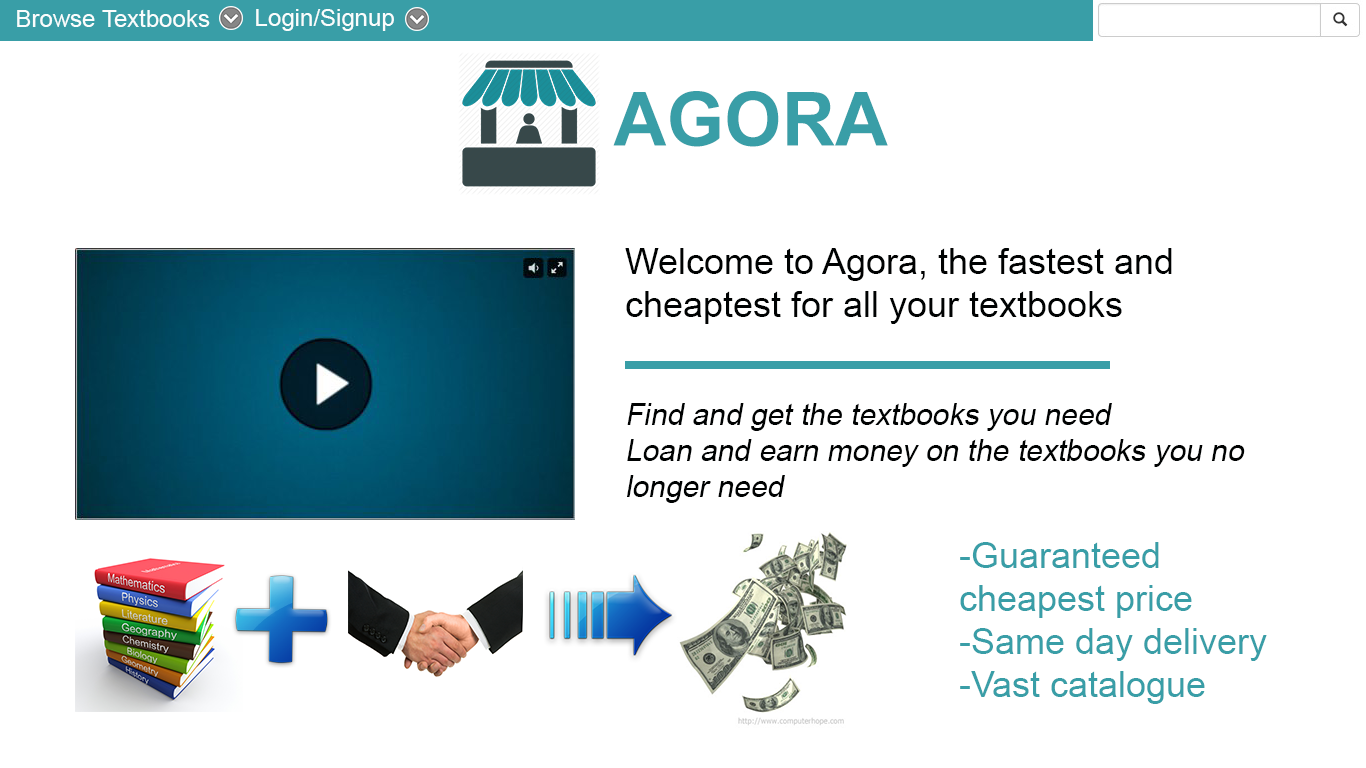 Browse Textbooks Login/Signup
AGORA
Welcome to Agora, the fastest and
cheaptest for all your textbooks
Find and get the textbooks you need
Loan and earn money on the textbooks you no
longer need
Mathematics
Physics
Literature
Geography
Chemistry
Biology
Geometry
History
http://www.computerhope.com
-Guaranteed
cheapest price
-Same day delivery
-Vast catalogue